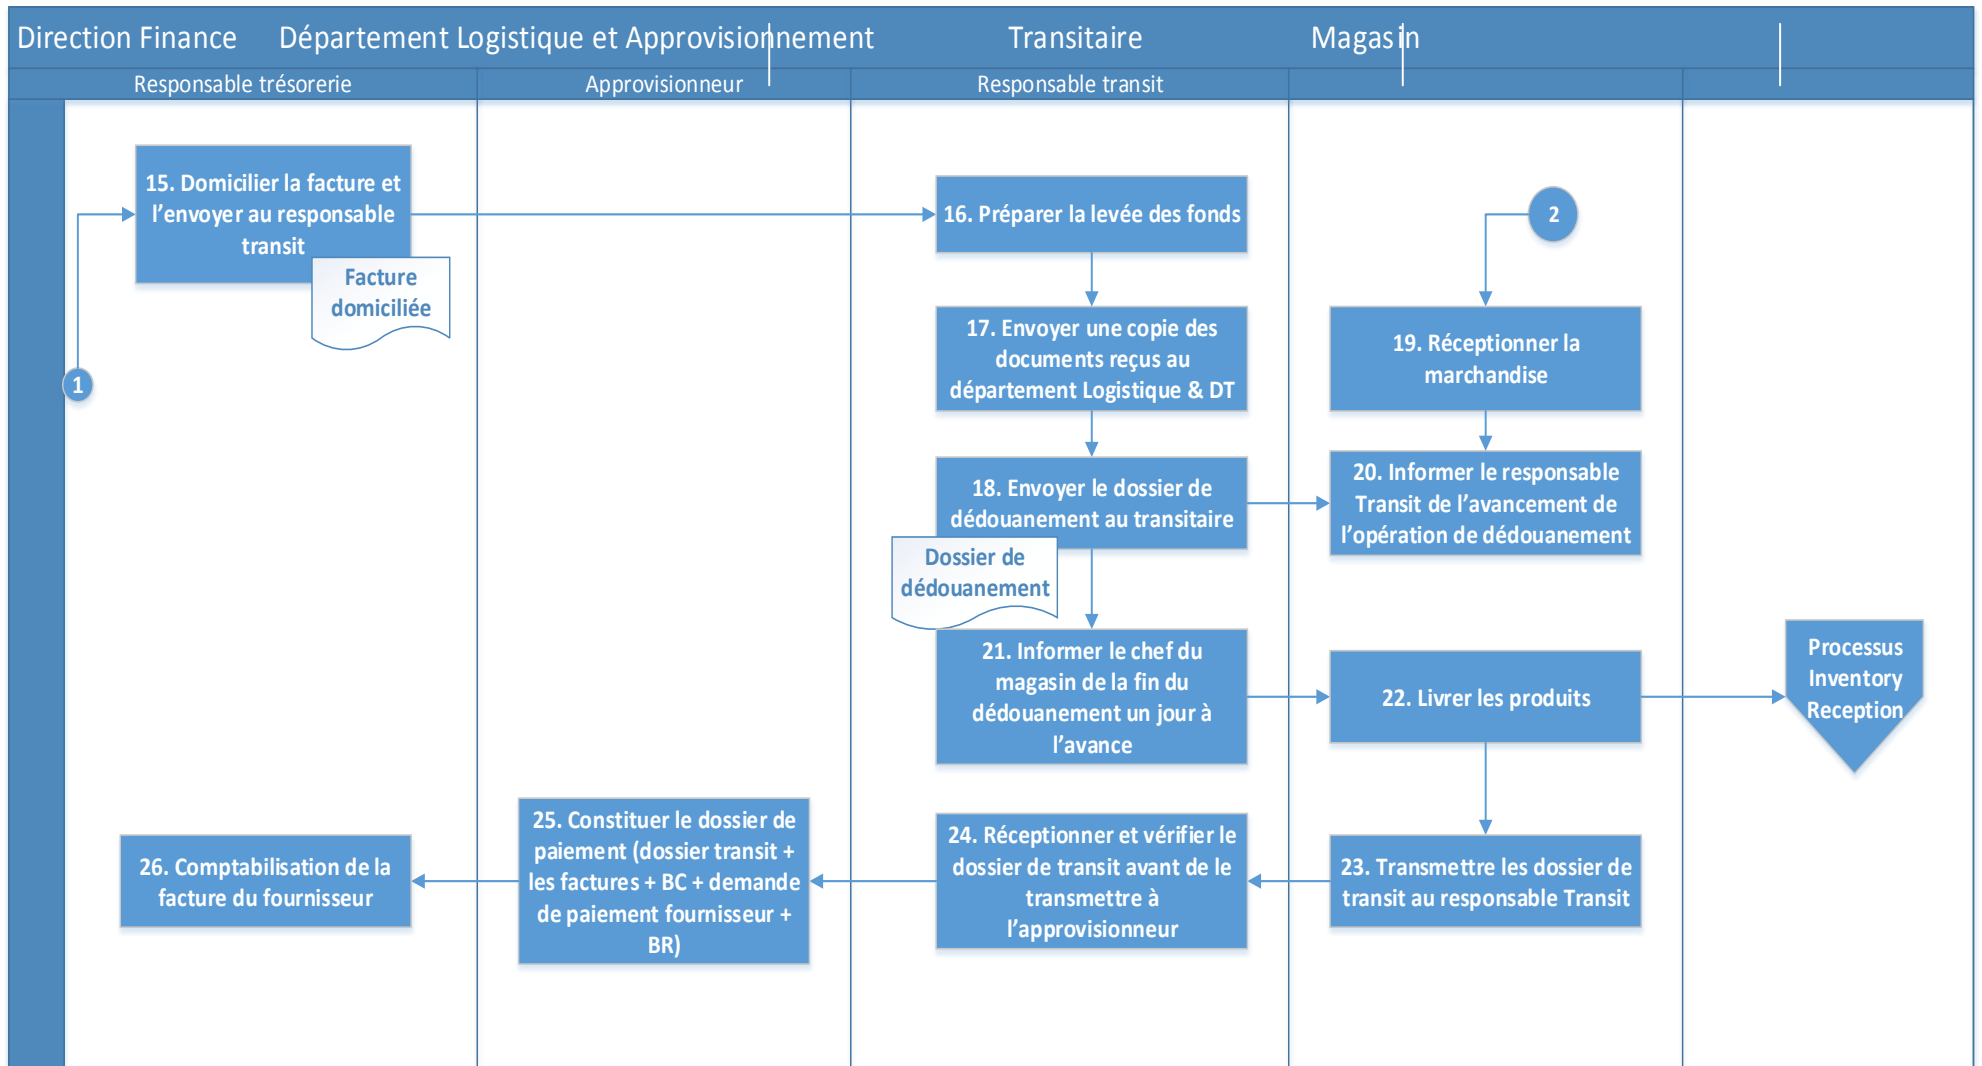 Direction Finance
Département Logistique et Approvisionnement
Transitaire
Magasin
Responsable trésorerie
Approvisionneur
Responsable transit
15. Domicilier la facture et
l'envoyer au responsable
transit
Facture
domiciliée
1
16. Préparer la levée des fonds
2
17. Envoyer une copie des
documents reçus au
département Logistique & DT
19. Réceptionner la
marchandise
18. Envoyer le dossier de
dédouanement au transitaire
Dossier de
dédouanement
20. Informer le responsable
Transit de l'avancement de
l'opération de dédouanement
21. Informer le chef du
magasin de la fin du
dédouanement un jour à
l'avance
22. Livrer les produits
Processus
Inventory
Reception
26. Comptabilisation de la
facture du fournisseur
25. Constituer le dossier de
paiement (dossier transit +
les factures + BC + demande
de paiement fournisseur +
BR)
24. Réceptionner et vérifier le
dossier de transit avant de le
transmettre à
l'approvisionneur
23. Transmettre les dossier de
transit au responsable Transit